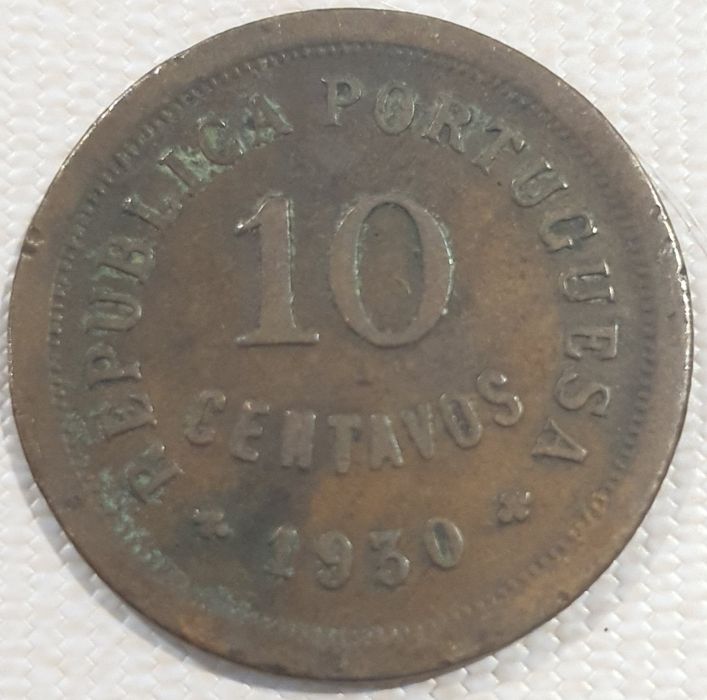 REPUBLICA PORTUGUESA
10
CENTAVOS
* 1930 *